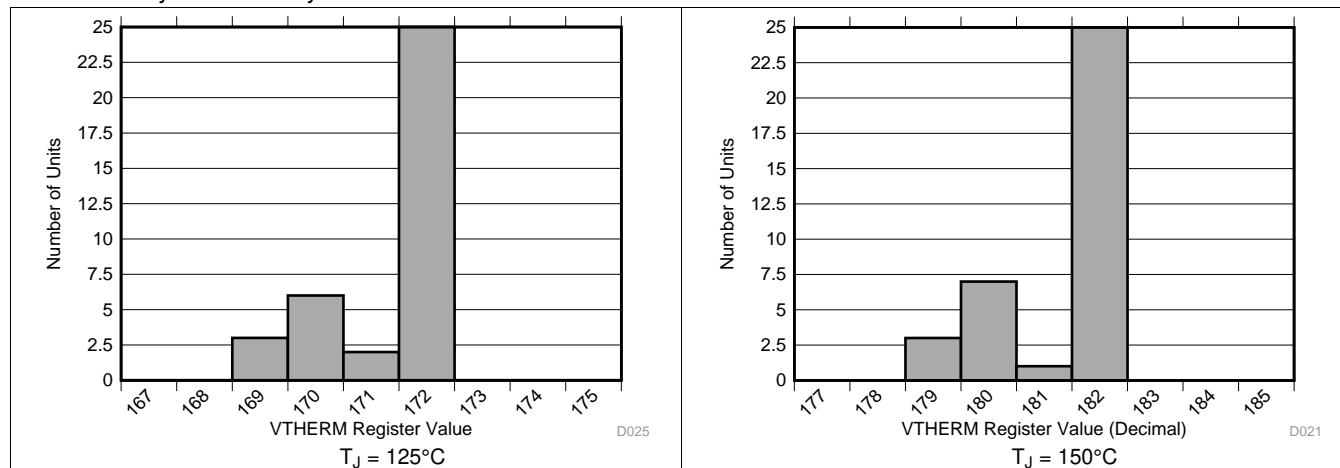 Number of Units
25
22.5
20
17.5
15
12.5
10
7.5
5
2.5
0
167 168 169 170 171 172 173 174 175
VTHERM Register Value
D025
TJ = 125°C
Number of Units
25
22.5
20
17.5
15
12.5
10
7.5
5
2.5
0
177 178 179 180 181 182 183 184 185
VTHERM Register Value (Decimal)
D021
TJ = 150°C